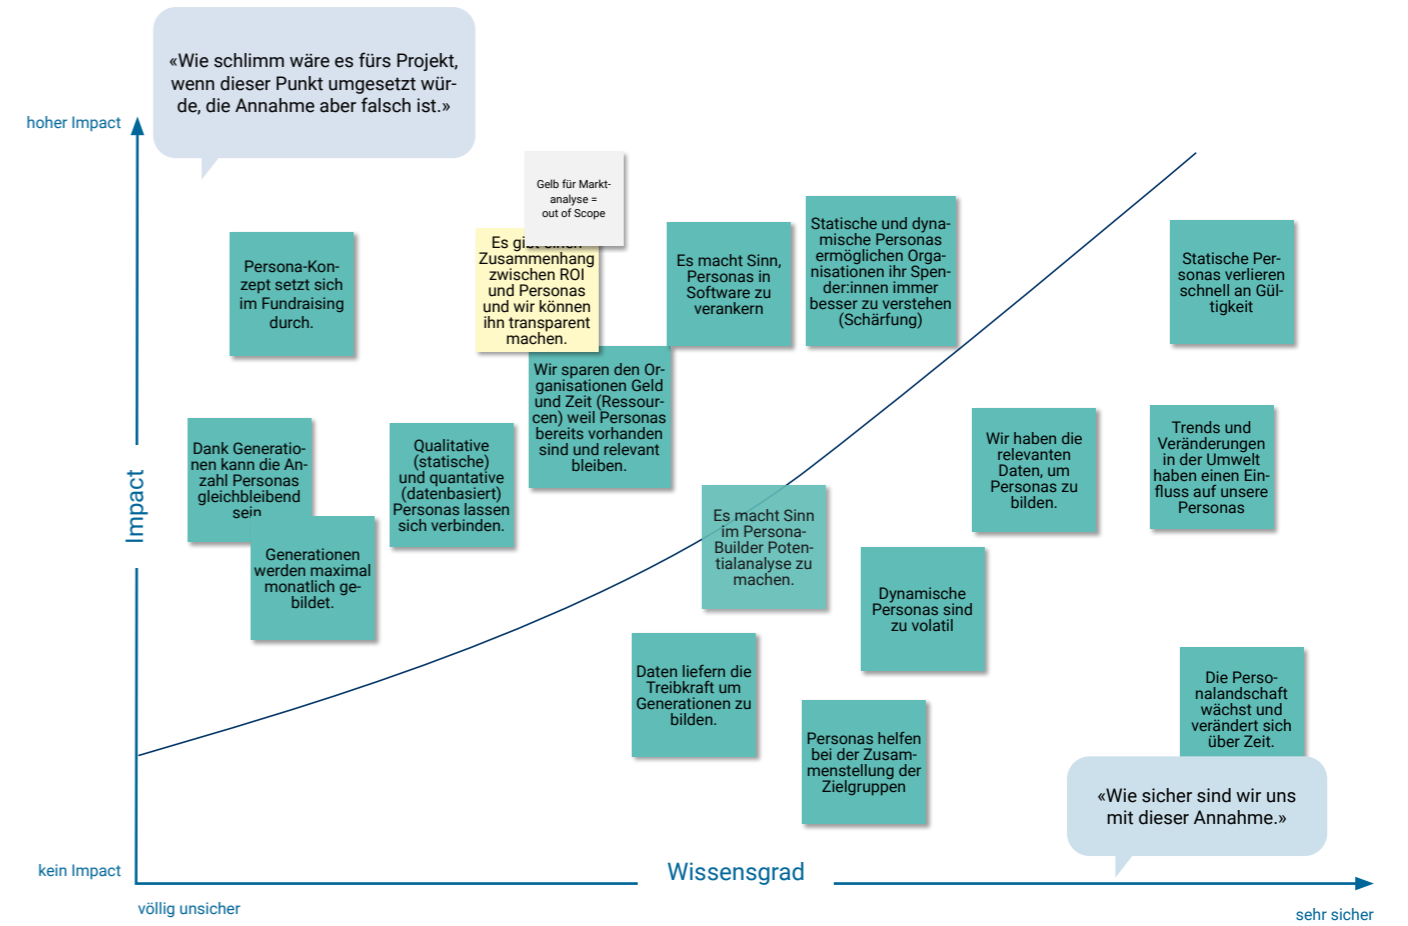 «Wie schlimm wäre es fürs Projekt,
wenn dieser Punkt umgesetzt wür-
de, die Annahme aber falsch ist.»
hoher Impact
Gelb für Markt-
analyse =
out of Scope
Persona-Kon-
zept setzt sich
im Fundraising
durch.
Es gibt einen
Zusammenhang
zwischen ROI
und Personas
und wir können
ihn transparent
machen.
Es macht Sinn,
Personas in
Software zu
verankern
Statische und dyna-
mische Personas
ermöglichen Orga-
nisationen ihr Spen-
der:innen immer
besser zu verstehen
(Schärfung)
Statische Per-
sonas verlieren
schnell an Gül-
tigkeit
Wir sparen den Or-
ganisationen Geld
und Zeit (Ressour-
cen) weil Personas
bereits vorhanden
sind und relevant
bleiben.
Dank Generatio-
nen kann die An-
zahl Personas
gleichbleibend
sein
Qualitative
(statische)
und quantative
(datenbasiert)
Personas lassen
sich verbinden.
Wir haben die
relevanten
Daten, um
Personas zu
bilden.
Trends und
Veränderungen
in der Umwelt
haben einen Ein-
fluss auf unsere
Personas
Impact
Generationen
werden maximal
monatlich ge-
bildet.
Es macht Sinn
im Persona-
Builder Poten-
tialanalyse zu
machen.
Dynamische
Personas sind
zu volatil
Daten liefern die
Treibkraft um
Generationen zu
bilden.
Die Perso-
nalandschaft
wächst und
verändert sich
über Zeit.
Personas helfen
bei der Zusam-
menstellung der
Zielgruppen
«Wie sicher sind wir uns
mit dieser Annahme.»
kein Impact
Wissensgrad
völlig unsicher
sehr sicher